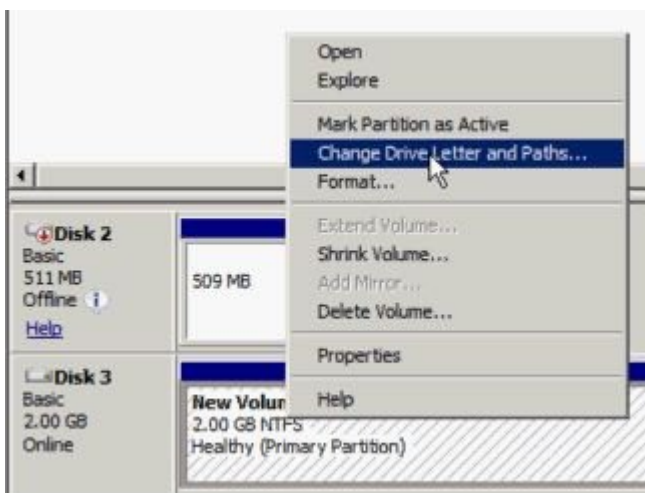 Open
Explore
Mark Partition as Active
Change Drive Letter and Paths...
Format...
Extend Volume...
Shrink Volume...
Add Mirror...
Delete Volume...
Properties
Help
Disk 2
Basic
511 MB
Offline
Help
509 MB
Disk 3
Basic
2.00 GB
Online
New Volum
2.00 GB NTFS
Healthy (Primary Partition)